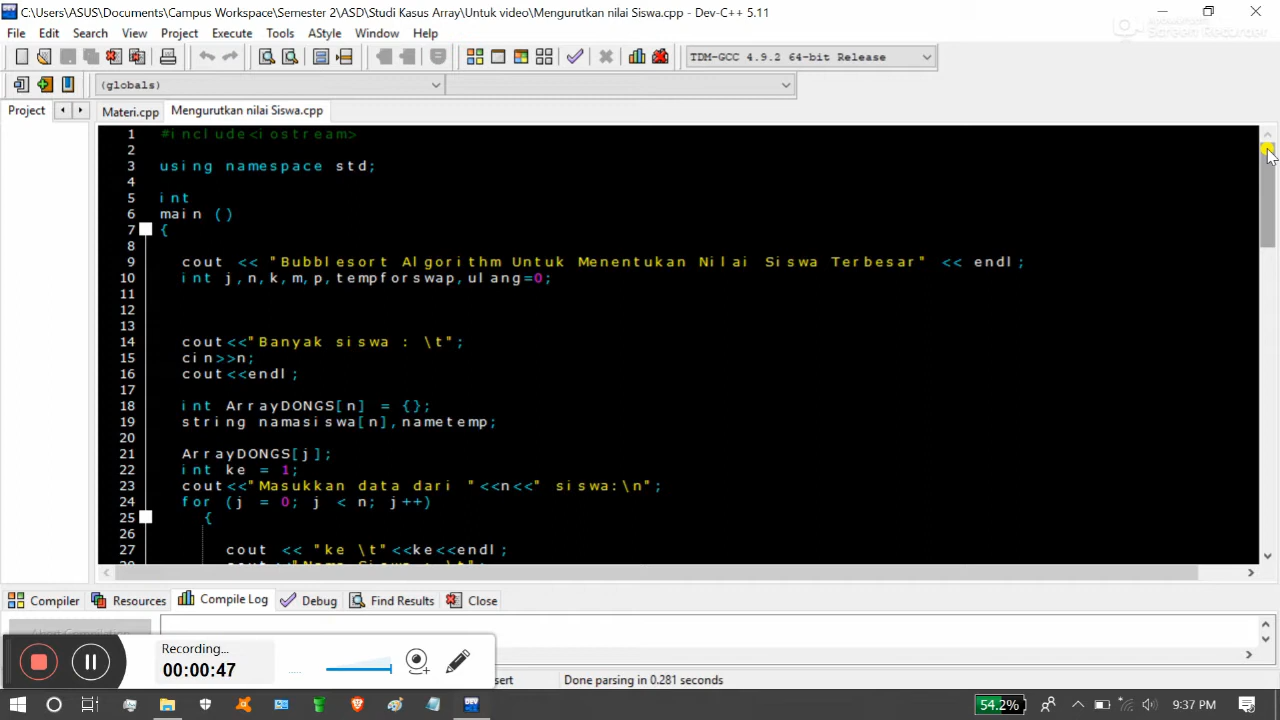 C:\Users\ASUS\Documents\Campus Workspace\Semester 2\ASD\Studi Kasus Array\Untuk video\Mengurutkan nilai Siswa.cpp - Dev-C++ 5.11
File Edit Search View Project Execute Tools AStyle Window Help
TDM-GCC 4.9.2 64-bit Release
(globals)
Project Materi.cpp Mengurutkan nilai Siswa.cpp
1 #include<iostream>
2
3 using namespace std;
4
5 int
6 main ()
7 {
8
9 cout << "Bubblesort Algorithm Untuk Menentukan Nilai Siswa Terbesar" << endl;
10 int j,n,k,m,p,tempforswap,ulang=0;
11
12
13
14 cout<<"Banyak siswa : \t";
15 cin>>n;
16 cout<<endl;
17
18 int ArrayDONGS[n] = {};
19 string namasiswa[n],nametemp;
20
21 ArrayDONGS[j];
22 int ke = 1;
23 cout<<"Masukkan data dari "<<n<<" siswa:\n";
24 for (j = 0; j < n; j++)
25 {
26
27 cout << "ke \t"<<ke<<endl;
Compiler Resources Compile Log Debug Find Results Close
Recording...
00:00:47
Done parsing in 0.281 seconds
54.2% 9:37 PM